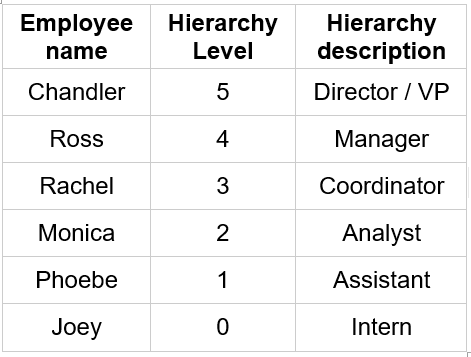 Employee name Hierarchy Level Hierarchy description
Chandler 5 Director / VP
Ross 4 Manager
Rachel 3 Coordinator
Monica 2 Analyst
Phoebe 1 Assistant
Joey 0 Intern